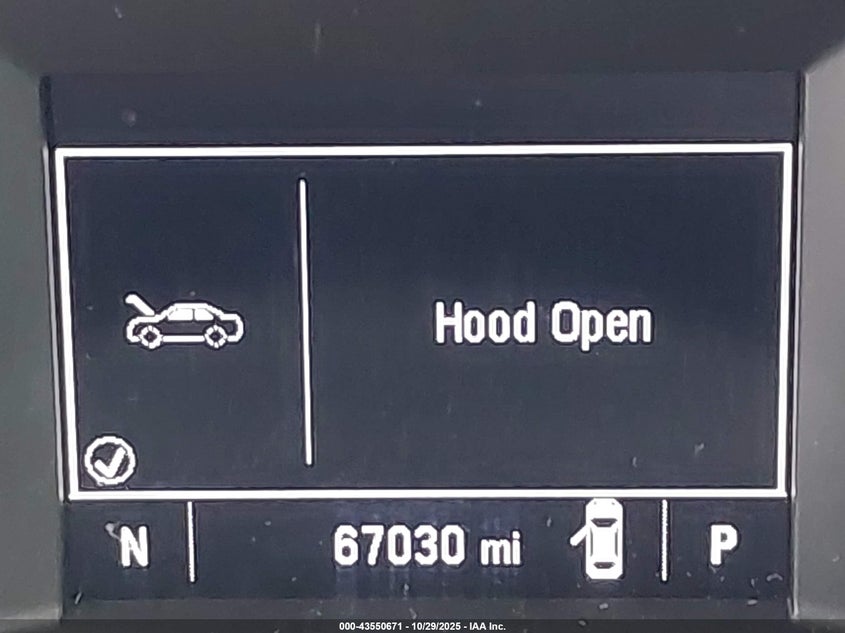 Hood Open
N
67030 mi
P
000-43550671 - 10/29/2025 - IAA Inc.